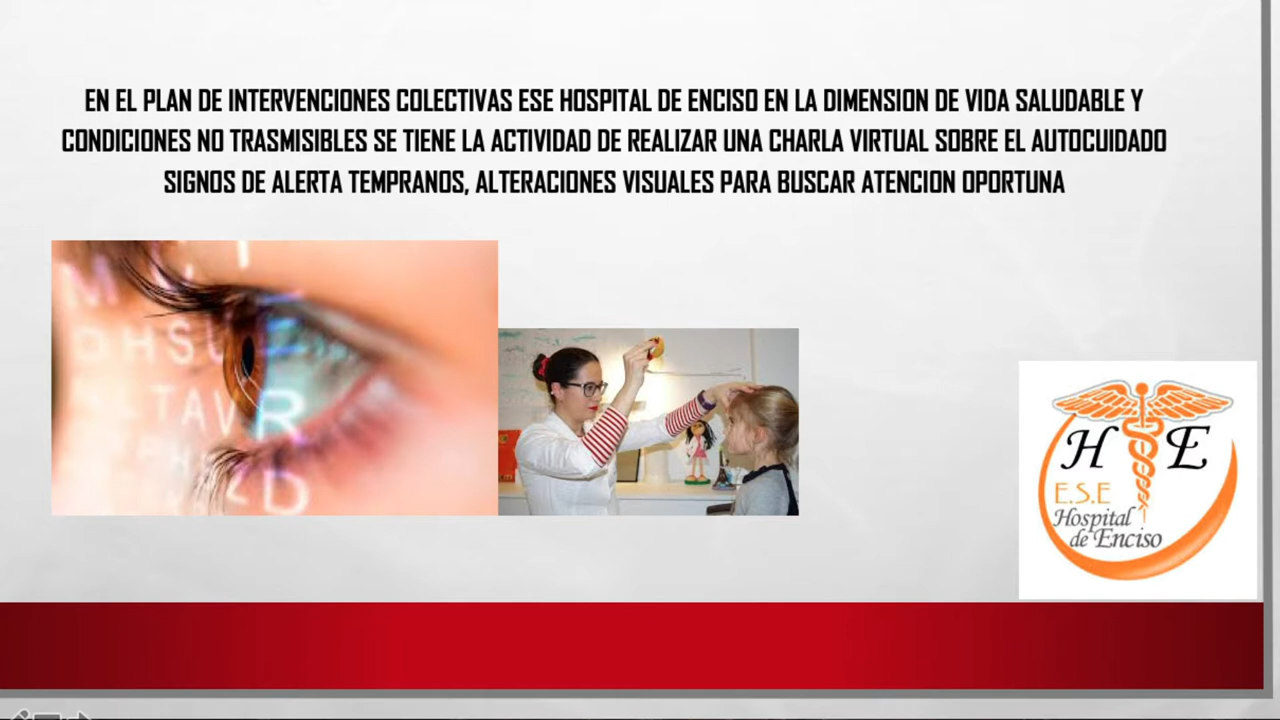 EN EL PLAN DE INTERVENCIONES COLECTIVAS ESE HOSPITAL DE ENCISO EN LA DIMENSION DE VIDA SALUDABLE Y
CONDICIONES NO TRASMISIBLES SE TIENE LA ACTIVIDAD DE REALIZAR UNA CHARLA VIRTUAL SOBRE EL AUTOCUIDADO
SIGNOS DE ALERTA TEMPRANOS, ALTERACIONES VISUALES PARA BUSCAR ATENCION OPORTUNA
DHSU
TAV R
D
H E
E.S.E
Hospital
de Enciso